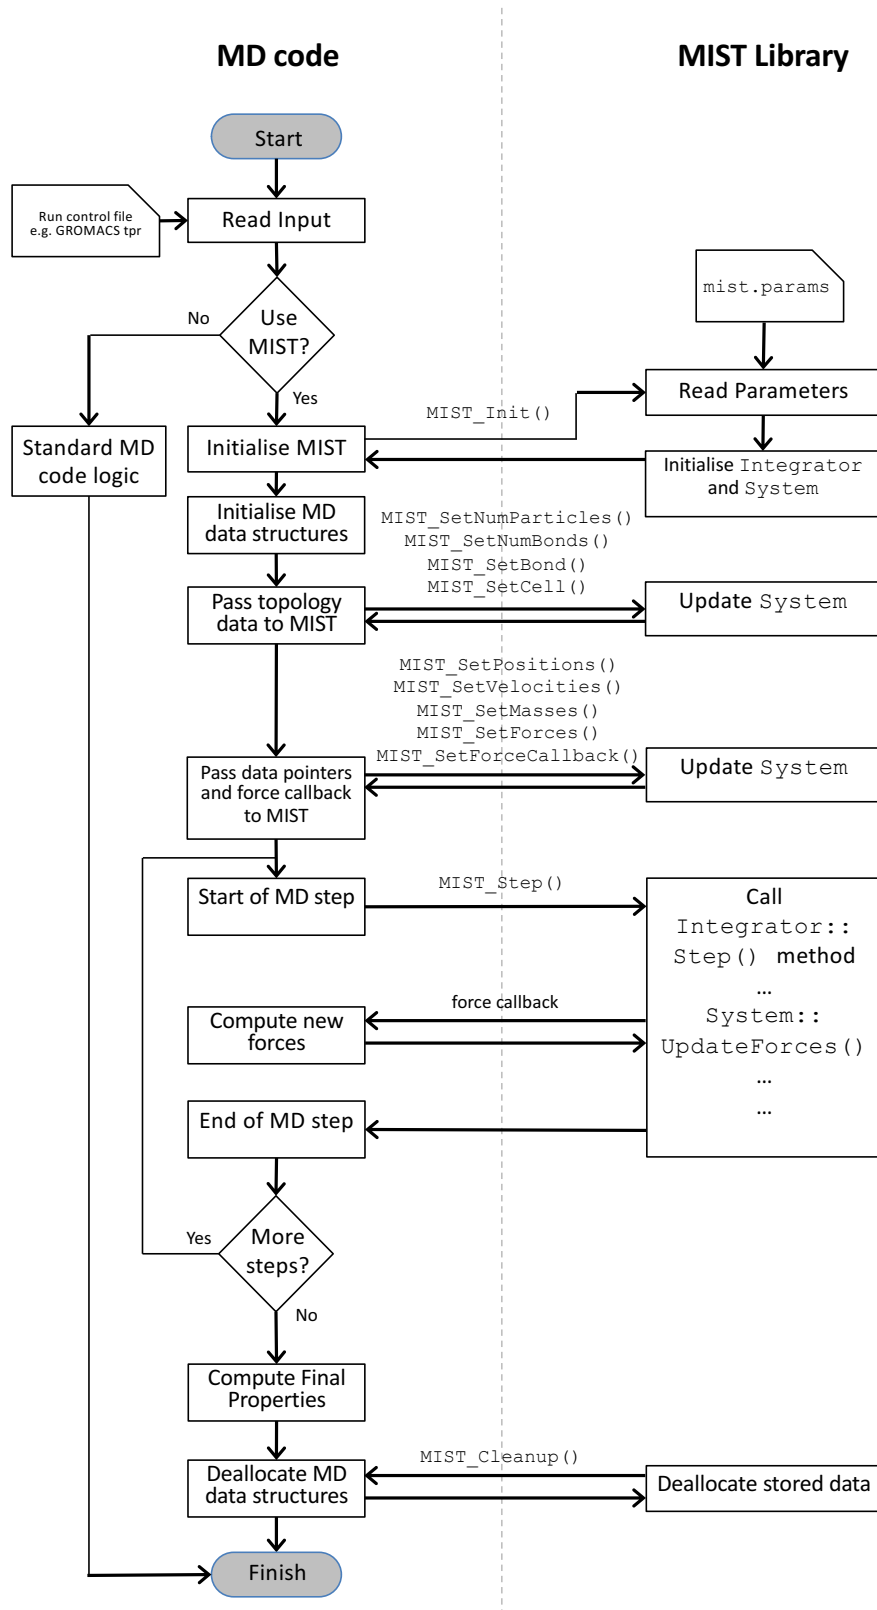 MD code
MIST Library
Start
Run control file
e.g. GROMACS tpr
Read Input
mist.params
No
Use
MIST?
Yes
MIST_Init()
Read Parameters
Standard MD
code logic
Initialise MIST
Initialise Integrator
and System
Initialise MD
data structures
MIST_SetNumParticles()
MIST_SetNumBonds()
MIST_SetBond()
MIST_SetCell()
Pass topology
data to MIST
Update System
MIST_SetPositions()
MIST_SetVelocities()
MIST_SetMasses()
MIST_SetForces()
MIST_SetForceCallback()
Pass data pointers
and force callback
to MIST
Update System
Start of MD step
MIST_Step()
Call
Integrator::
Step() method
…
System::
UpdateForces()
…
…
force callback
Compute new
forces
End of MD step
Yes
More
steps?
No
Compute Final
Properties
MIST_Cleanup()
Deallocate MD
data structures
Deallocate stored data
Finish